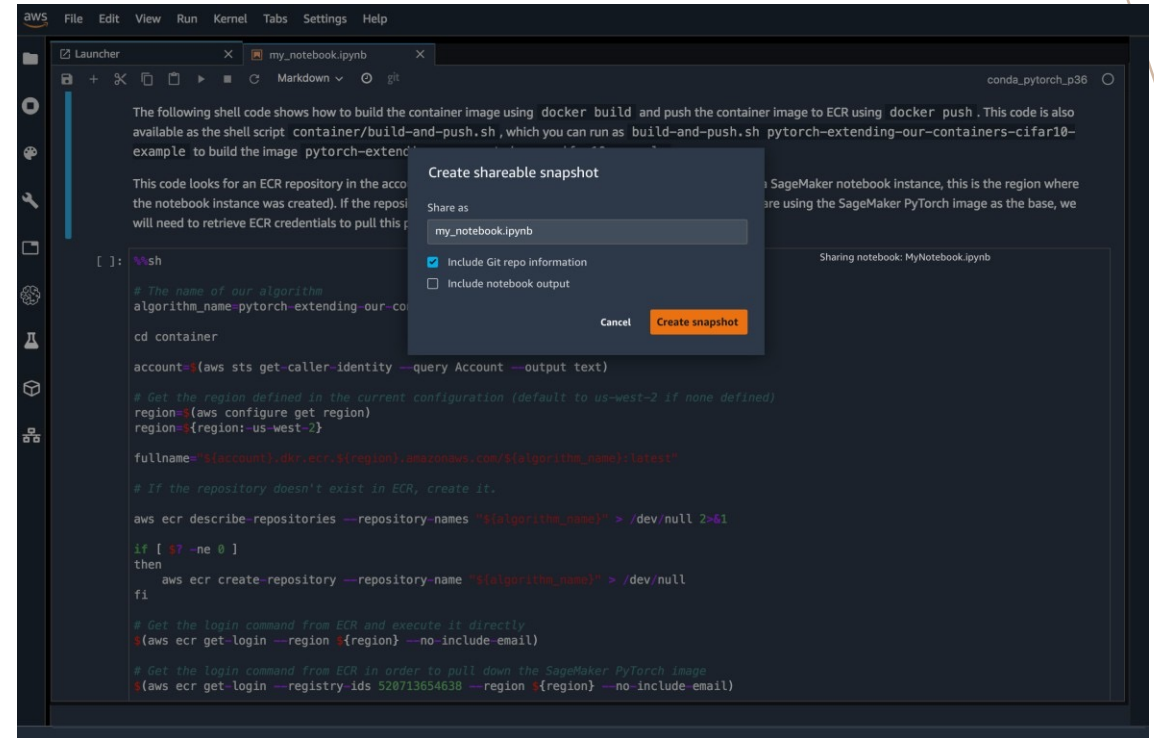 aws File Edit View Run Kernel Tabs Settings Help
Launcher my_notebook.ipynb
Markdown git conda_pytorch_p36
The following shell code shows how to build the container image using docker build and push the container image to ECR using docker push . This code is also
available as the shell script container/build-and-push.sh , which you can run as build-and-push.sh pytorch-extending-our-containers-cifar10-
example to build the image pytorch-extend
This code looks for an ECR repository in the acco SageMaker notebook instance, this is the region where
the notebook instance was created). If the reposi are using the SageMaker PyTorch image as the base, we
will need to retrieve ECR credentials to pull this p
Create shareable snapshot
Share as
my_notebook.ipynb
Include Git repo information
Include notebook output
Cancel Create snapshot
Sharing notebook: MyNotebook.ipynb
[ ]: %%sh
# The name of our algorithm
algorithm_name=pytorch-extending-our-co
cd container
account=$(aws sts get-caller-identity --query Account --output text)
# Get the region defined in the current configuration (default to us-west-2 if none defined)
region=$(aws configure get region)
region=${region:-us-west-2}
fullname="${account}.dkr.ecr.${region}.amazonaws.com/${algorithm_name}:latest"
# If the repository doesn't exist in ECR, create it.
aws ecr describe-repositories --repository-names "${algorithm_name}" > /dev/null 2>&1
if [ $? -ne 0 ]
then
aws ecr create-repository --repository-name "${algorithm_name}" > /dev/null
fi
# Get the login command from ECR and execute it directly
$(aws ecr get-login --region ${region} --no-include-email)
# Get the login command from ECR in order to pull down the SageMaker PyTorch image
$(aws ecr get-login --registry-ids 520713654638 --region ${region} --no-include-email)